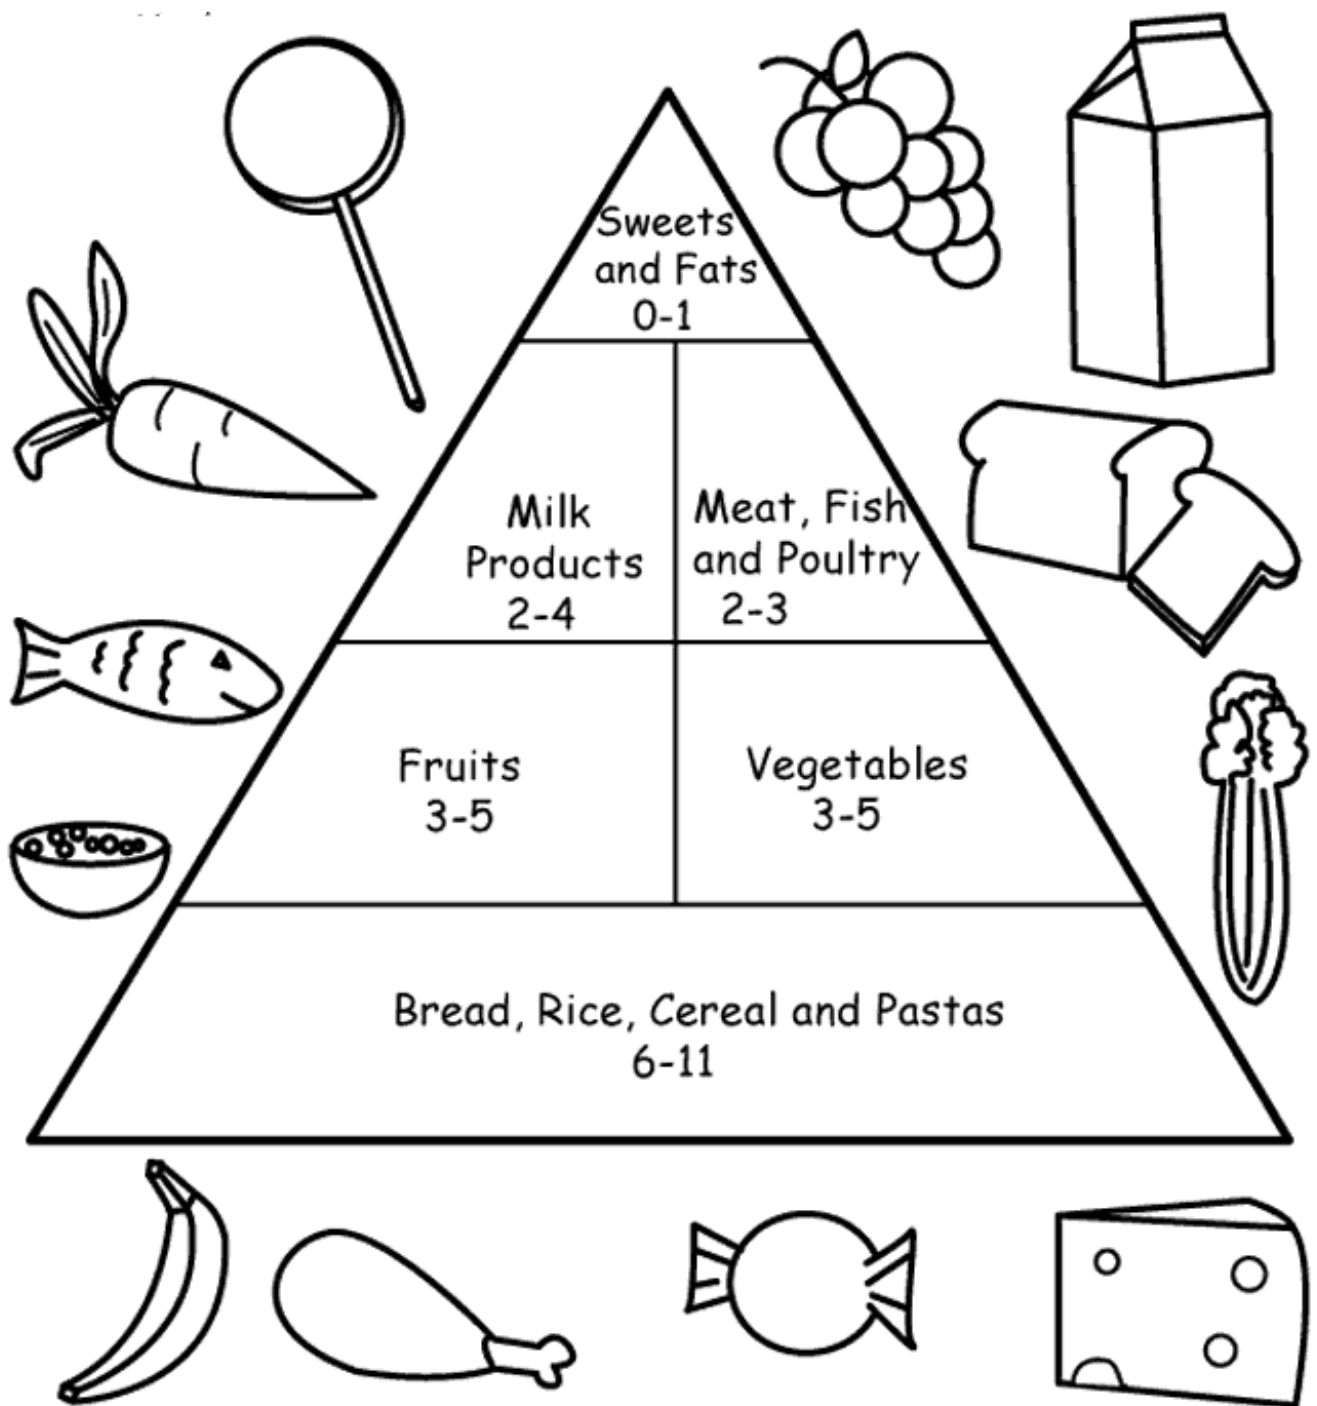 Sweets
and Fats
0-1
Milk
Products
2-4
Meat, Fish
and Poultry
2-3
Fruits
3-5
Vegetables
3-5
Bread, Rice, Cereal and Pastas
6-11